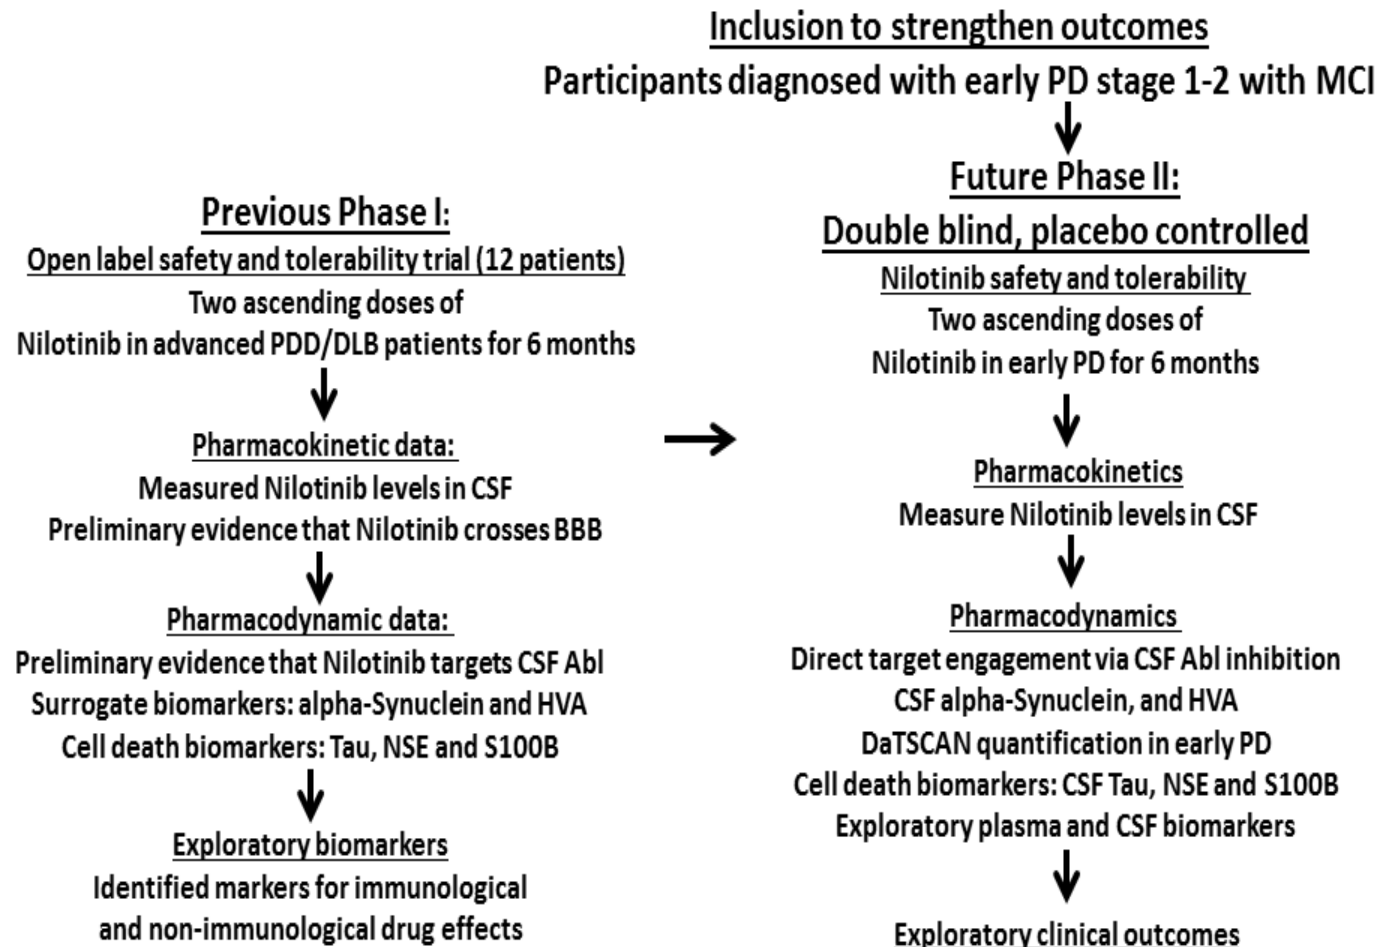 Inclusion to strengthen outcomes
Participants diagnosed with early PD stage 1-2 with MCI
Previous Phase I:
Open label safety and tolerability trial (12 patients)
Two ascending doses of
Nilotinib in advanced PDD/DLB patients for 6 months
Pharmacokinetic data:
Measured Nilotinib levels in CSF
Preliminary evidence that Nilotinib crosses BBB
Pharmacodynamic data:
Preliminary evidence that Nilotinib targets CSF Abl
Surrogate biomarkers: alpha-Synuclein and HVA
Cell death biomarkers: Tau, NSE and S100B
Exploratory biomarkers
Identified markers for immunological
and non-immunological drug effects
Future Phase II:
Double blind, placebo controlled
Nilotinib safety and tolerability
Two ascending doses of
Nilotinib in early PD for 6 months
Pharmacokinetics
Measure Nilotinib levels in CSF
Pharmacodynamics
Direct target engagement via CSF Abl inhibition
CSF alpha-Synuclein, and HVA
DaTSCAN quantification in early PD
Cell death biomarkers: CSF Tau, NSE and S100B
Exploratory plasma and CSF biomarkers
Exploratory clinical outcomes